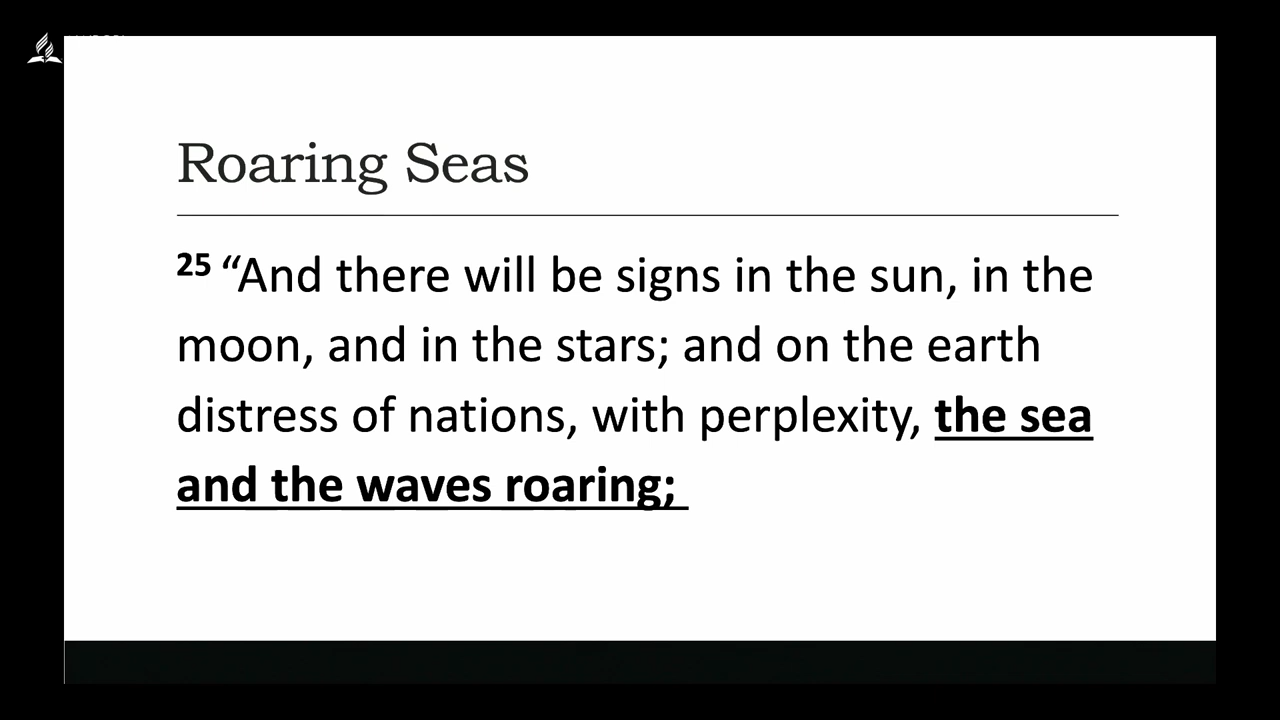 Roaring Seas
25 “And there will be signs in the sun, in the
moon, and in the stars; and on the earth
distress of nations, with perplexity, the sea
and the waves roaring;